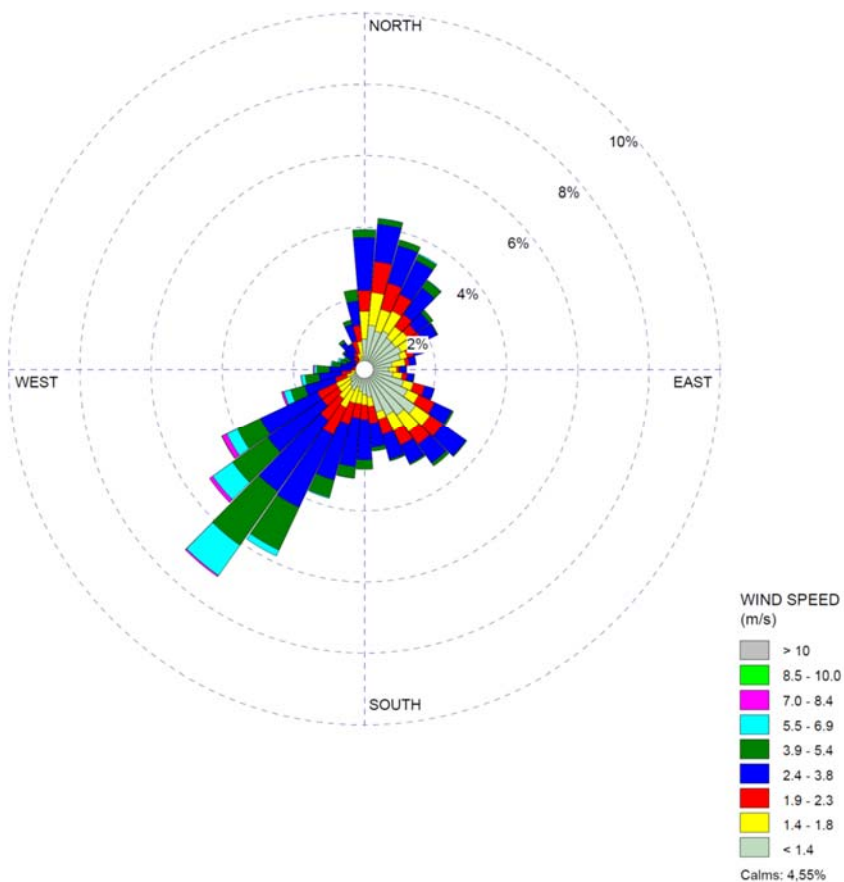 NORTH
10%
8%
6%
4%
2%
WEST
EAST
SOUTH
WIND SPEED
(m/s)
> 10
8.5 - 10.0
7.0 - 8.4
5.5 - 6.9
3.9 - 5.4
2.4 - 3.8
1.9 - 2.3
1.4 - 1.8
< 1.4
Calms: 4,55%